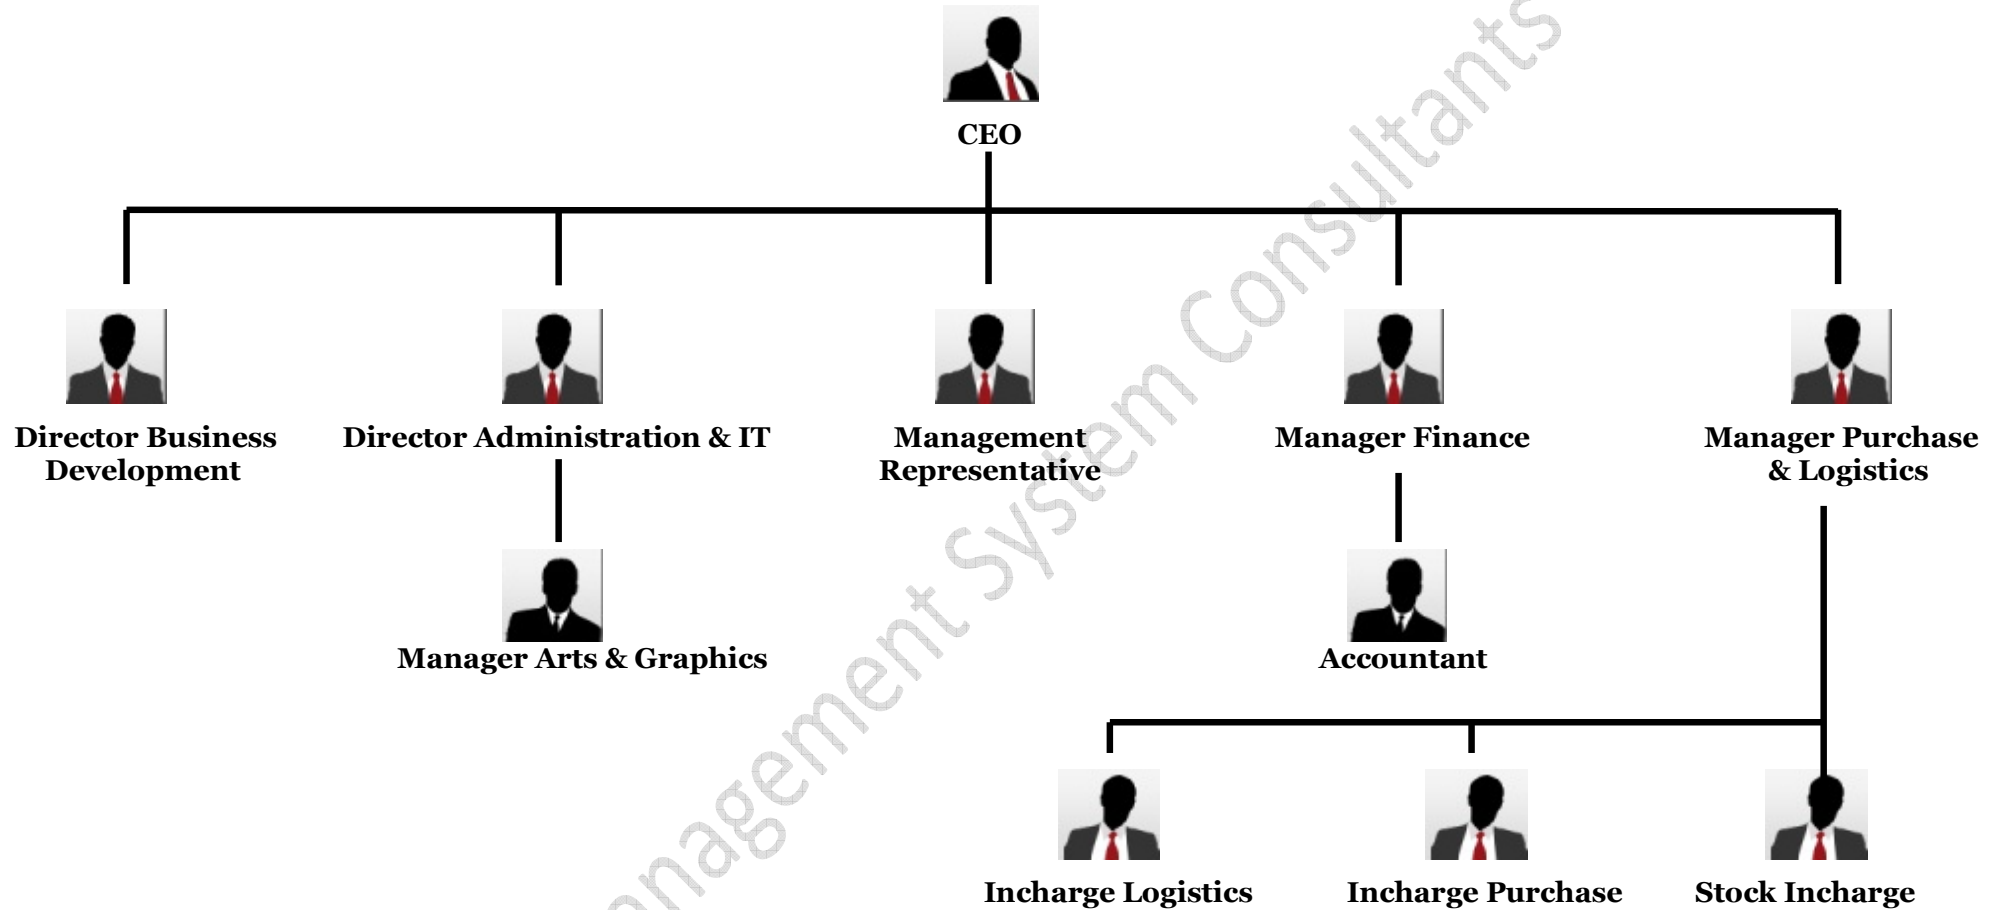 CEO
Director Business
Development
Director Administration & IT
Management
Representative
Manager Finance
Manager Purchase
& Logistics
Manager Arts & Graphics
Accountant
Incharge Logistics
Incharge Purchase
Stock Incharge
anagement System Consultants